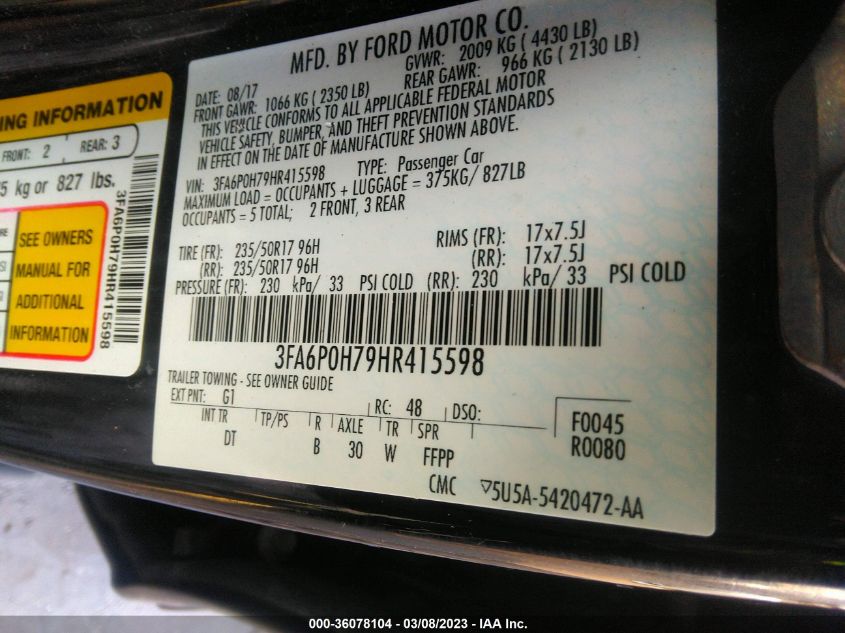 NG INFORMATION
FRONT: 2 REAR: 3
5 kg or 827 lbs.
SEE OWNERS
MANUAL FOR
ADDITIONAL
INFORMATION
3FA6P0H79HR415598
MFD. BY FORD MOTOR CO.
DATE: 08/17 GVWR: 2009 KG ( 4430 LB)
FRONT GAWR: 1066 KG ( 2350 LB) REAR GAWR: 966 KG ( 2130 LB)
THIS VEHICLE CONFORMS TO ALL APPLICABLE FEDERAL MOTOR
VEHICLE SAFETY, BUMPER, AND THEFT PREVENTION STANDARDS
IN EFFECT ON THE DATE OF MANUFACTURE SHOWN ABOVE.
VIN: 3FA6P0H79HR415598 TYPE: Passenger Car
MAXIMUM LOAD = OCCUPANTS + LUGGAGE = 375KG/ 827LB
OCCUPANTS = 5 TOTAL; 2 FRONT, 3 REAR
TIRE (FR): 235/50R17 96H RIMS (FR): 17x7.5J
(RR): 235/50R17 96H (RR): 17x7.5J
PRESSURE (FR): 230 kPa/ 33 PSI COLD (RR): 230 kPa/ 33 PSI COLD
3FA6P0H79HR415598
TRAILER TOWING - SEE OWNER GUIDE
EXT PNT: G1 RC: 48 DSO:
INT TR TP/PS R AXLE TR SPR F0045
DT B 30 W FFPP R0080
CMC 5U5A-5420472-AA
000-36078104 — 03/08/2023 — IAA Inc.